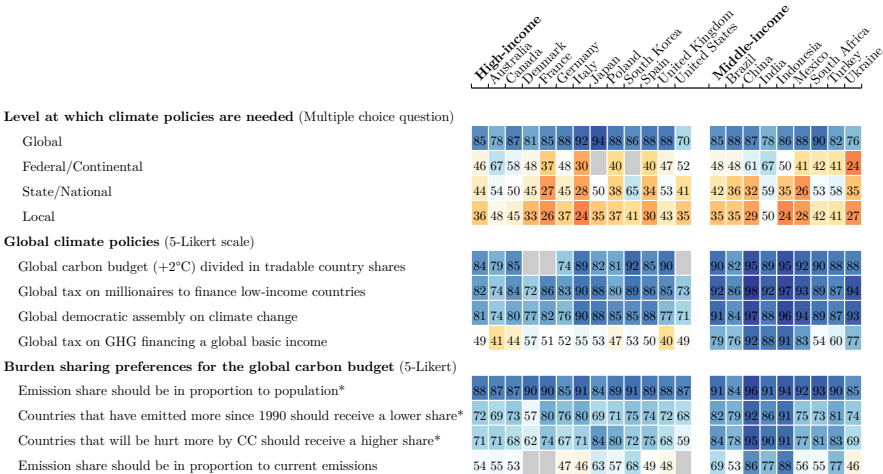 High-income Australia Canada Denmark France Germany Italy Japan Poland South Korea Spain United Kingdom United States Middle-income Brazil China India Indonesia Mexico South Africa Turkey Ukraine
Level at which climate policies are needed (Multiple choice question)
Global 85 78 87 81 85 88 92 94 88 86 88 88 70 85 88 87 78 86 88 90 82 76
Federal/Continental 46 67 58 48 37 48 30 40 40 47 52 48 48 61 67 50 41 42 41 24
State/National 44 54 50 45 27 45 28 50 38 65 34 53 41 42 36 32 59 35 26 53 58 35
Local 36 48 45 33 26 37 24 35 37 41 30 43 35 35 35 29 50 24 28 42 41 27
Global climate policies (5-Likert scale)
Global carbon budget (+2°C) divided in tradable country shares 84 79 85 74 89 82 81 92 85 90 90 82 95 89 95 92 90 88 88
Global tax on millionaires to finance low-income countries 82 74 84 72 86 83 90 88 80 89 86 85 73 92 86 98 92 97 93 89 87 94
Global democratic assembly on climate change 81 74 80 77 82 76 90 88 85 85 88 77 71 91 84 97 88 96 94 89 87 93
Global tax on GHG financing a global basic income 49 41 44 57 51 52 55 53 47 53 50 40 49 79 76 92 88 91 83 54 60 77
Burden sharing preferences for the global carbon budget (5-Likert)
Emission share should be in proportion to population* 88 87 87 90 90 85 91 84 89 91 89 88 87 91 84 96 91 94 92 93 90 85
Countries that have emitted more since 1990 should receive a lower share* 72 69 73 57 80 76 80 69 71 75 74 72 68 82 79 92 86 91 75 73 81 74
Countries that will be hurt more by CC should receive a higher share* 71 71 68 62 74 67 71 84 80 72 75 68 59 84 78 95 90 91 77 81 83 69
Emission share should be in proportion to current emissions 54 55 53 47 46 63 57 68 49 48 69 53 86 77 88 56 55 77 46